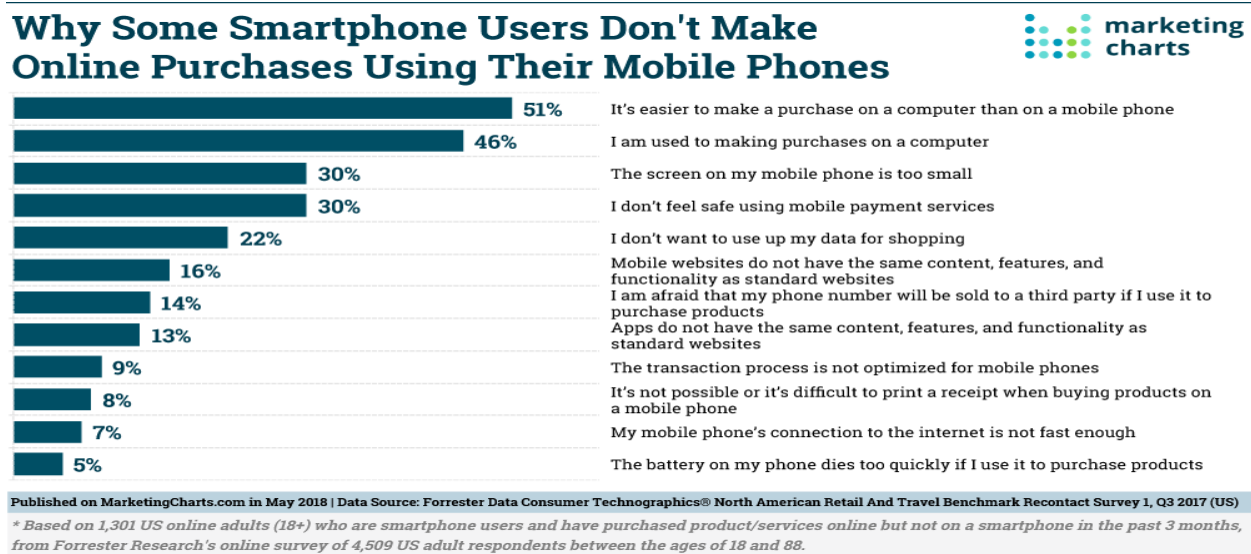 Why Some Smartphone Users Don't Make
Online Purchases Using Their Mobile Phones
marketing
charts
51%
It's easier to make a purchase on a computer than on a mobile phone
46%
I am used to making purchases on a computer
30%
The screen on my mobile phone is too small
30%
I don't feel safe using mobile payment services
22%
I don't want to use up my data for shopping
16%
Mobile websites do not have the same content, features, and
functionality as standard websites
14%
I am afraid that my phone number will be sold to a third party if I use it to
purchase products
13%
Apps do not have the same content, features, and functionality as
standard websites
9%
The transaction process is not optimized for mobile phones
8%
It's not possible or it's difficult to print a receipt when buying products on
a mobile phone
7%
My mobile phone's connection to the internet is not fast enough
5%
The battery on my phone dies too quickly if I use it to purchase products
Published on MarketingCharts.com in May 2018 | Data Source: Forrester Data Consumer Technographics® North American Retail And Travel Benchmark Recontact Survey 1, Q3 2017 (US)
* Based on 1,301 US online adults (18+) who are smartphone users and have purchased product/services online but not on a smartphone in the past 3 months,
from Forrester Research's online survey of 4,509 US adult respondents between the ages of 18 and 88.